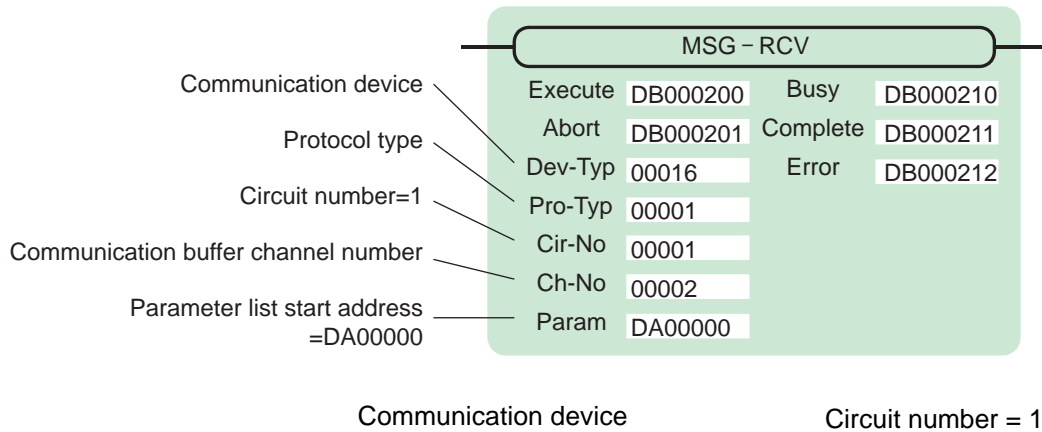 MSG – RCV
Communication device
Execute DB000200 Busy DB000210
Protocol type
Abort DB000201 Complete DB000211
Dev-Typ 00016 Error DB000212
Circuit number=1
Pro-Typ 00001
Cir-No 00001
Communication buffer channel number
Ch-No 00002
Parameter list start address
=DA00000
Param DA00000
Communication device Circuit number = 1